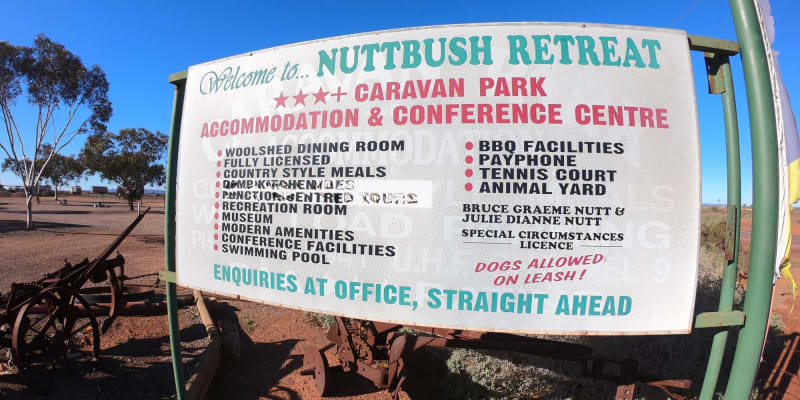 Welcome to... NUTTBUSH RETREAT
★★★+ CARAVAN PARK
ACCOMMODATION & CONFERENCE CENTRE
• WOOLSHED DINING ROOM
• FULLY LICENSED
• COUNTRY STYLE MEALS
TOURS
• RECREATION ROOM
• MUSEUM
• MODERN AMENITIES
• CONFERENCE FACILITIES
• SWIMMING POOL
• BBQ FACILITIES
• PAYPHONE
• TENNIS COURT
• ANIMAL YARD
BRUCE GRAEME NUTT &
JULIE DIANNE NUTT
SPECIAL CIRCUMSTANCES
LICENCE
DOGS ALLOWED
ON LEASH!
ENQUIRIES AT OFFICE, STRAIGHT AHEAD